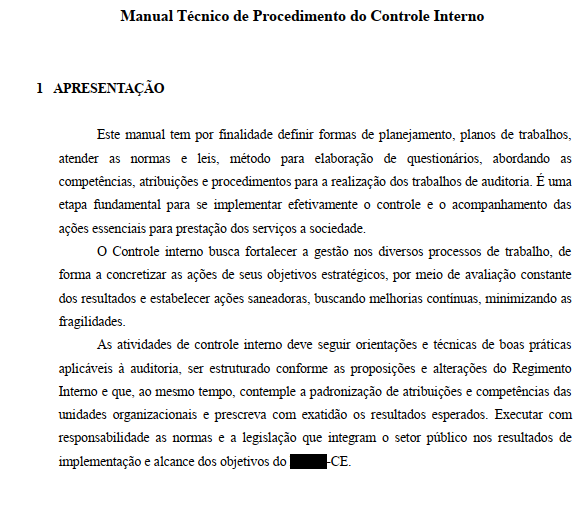 Manual Técnico de Procedimento do Controle Interno
1 APRESENTAÇÃO
Este manual tem por finalidade definir formas de planejamento, planos de trabalhos,
atender as normas e leis, método para elaboração de questionários, abordando as
competências, atribuições e procedimentos para a realização dos trabalhos de auditoria. É uma
etapa fundamental para se implementar efetivamente o controle e o acompanhamento das
ações essenciais para prestação dos serviços a sociedade.
O Controle interno busca fortalecer a gestão nos diversos processos de trabalho, de
forma a concretizar as ações de seus objetivos estratégicos, por meio de avaliação constante
dos resultados e estabelecer ações saneadoras, buscando melhorias contínuas, minimizando as
fragilidades.
As atividades de controle interno deve seguir orientações e técnicas de boas práticas
aplicáveis à auditoria, ser estruturado conforme as proposições e alterações do Regimento
Interno e que, ao mesmo tempo, contemple a padronização de atribuições e competências das
unidades organizacionais e prescreva com exatidão os resultados esperados. Executar com
responsabilidade as normas e a legislação que integram o setor público nos resultados de
implementação e alcance dos objetivos do -CE.